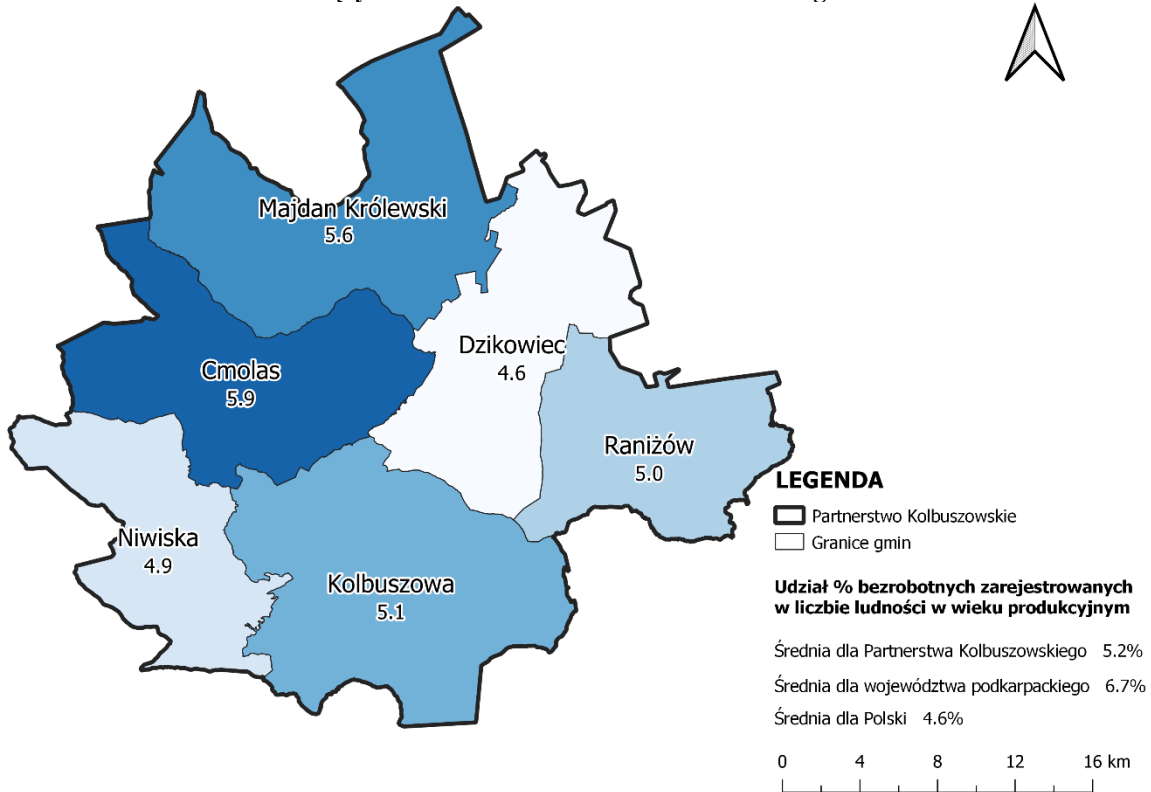 Majdan Królewski
5.6
Dzikowiec
4.6
Cmolas
5.9
Raniżów
5.0
Niwiska
4.9
Kolbuszowa
5.1
LEGENDA
Partnerstwo Kolbuszowskie
Granice gmin
Udział % bezrobotnych zarejestrowanych
w liczbie ludności w wieku produkcyjnym
Średnia dla Partnerstwa Kolbuszowskiego 5.2%
Średnia dla województwa podkarpackiego 6.7%
Średnia dla Polski 4.6%
0 4 8 12 16 km